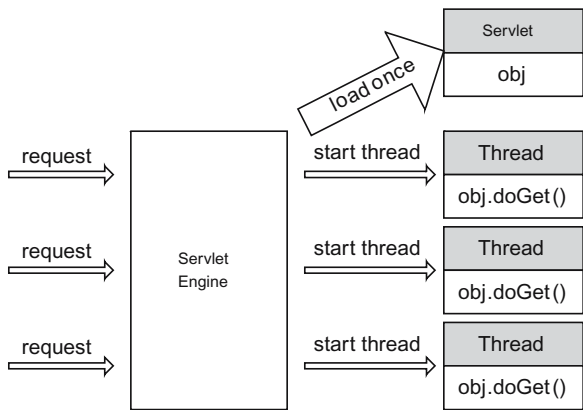 Servlet
obj
load once
request
start thread
Thread
obj.doGet()
request
Servlet
Engine
start thread
Thread
obj.doGet()
request
start thread
Thread
obj.doGet()